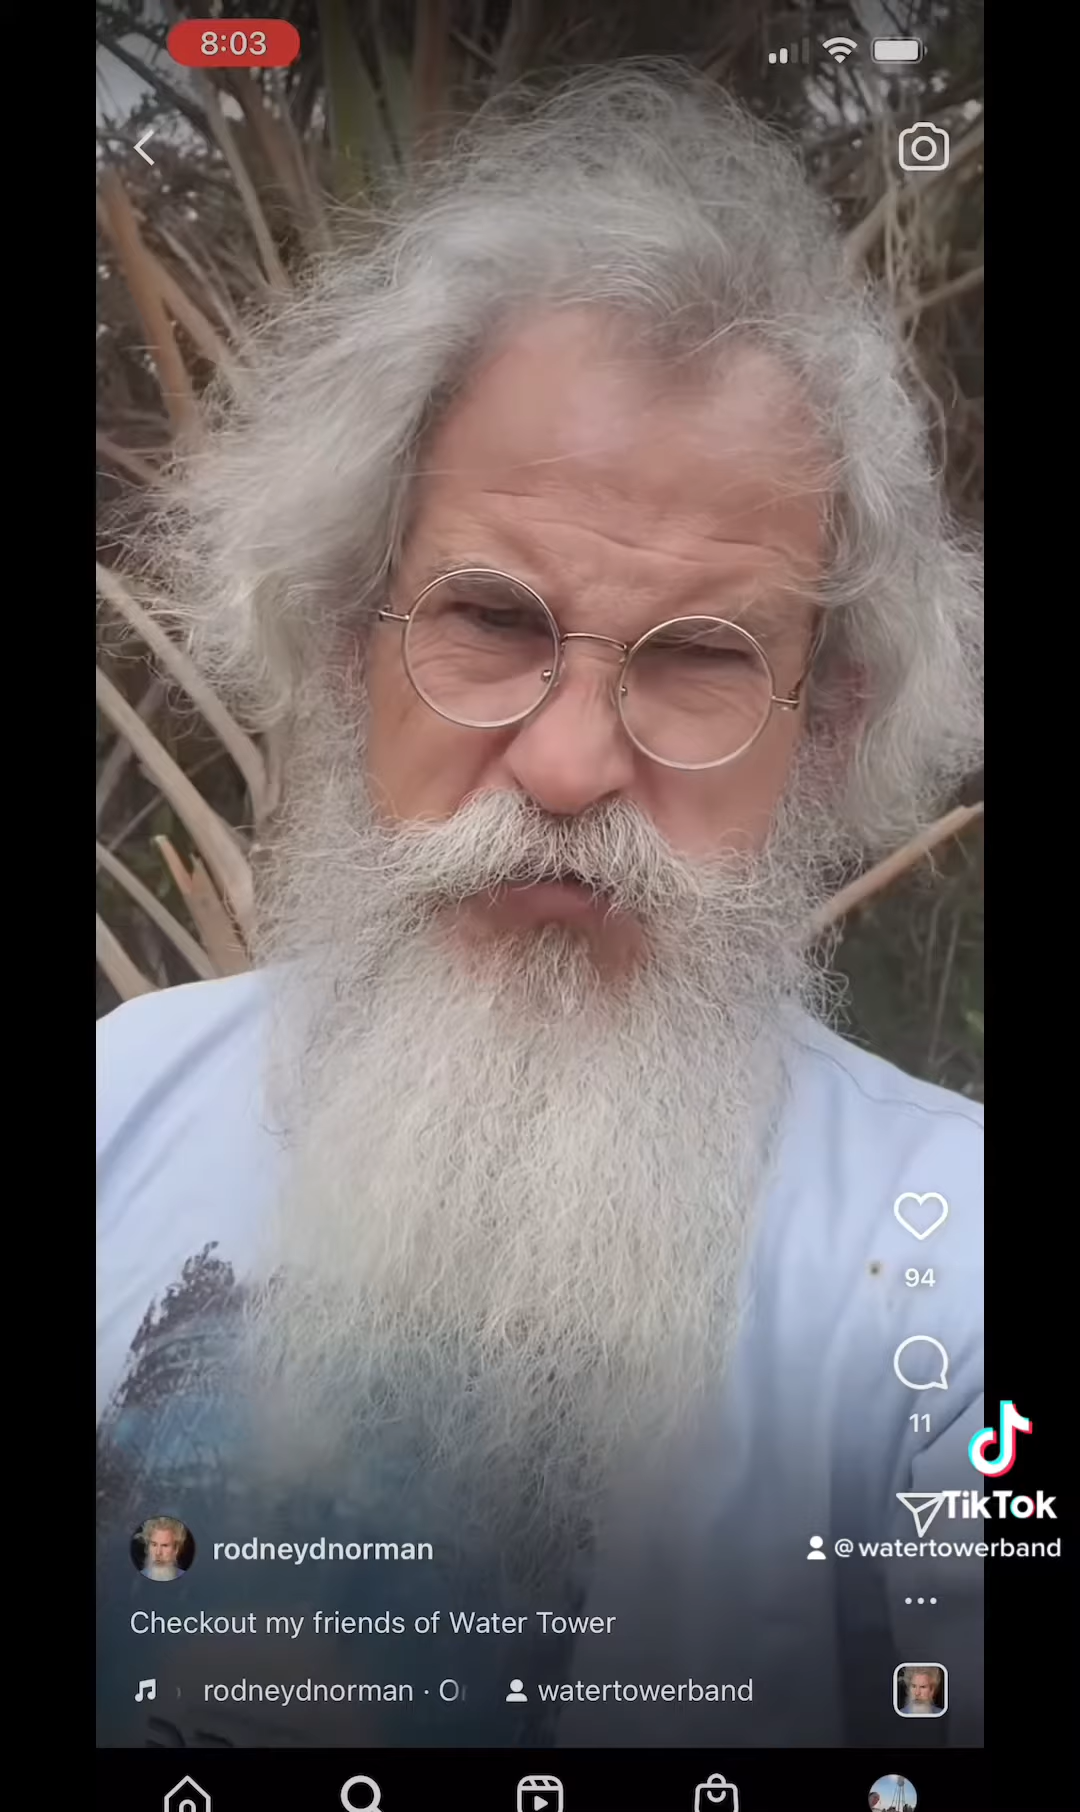 8:03
94
11
TikTok
@watertowerband
rodneydnorman
Checkout my friends of Water Tower
rodneydnorman · O
watertowerband